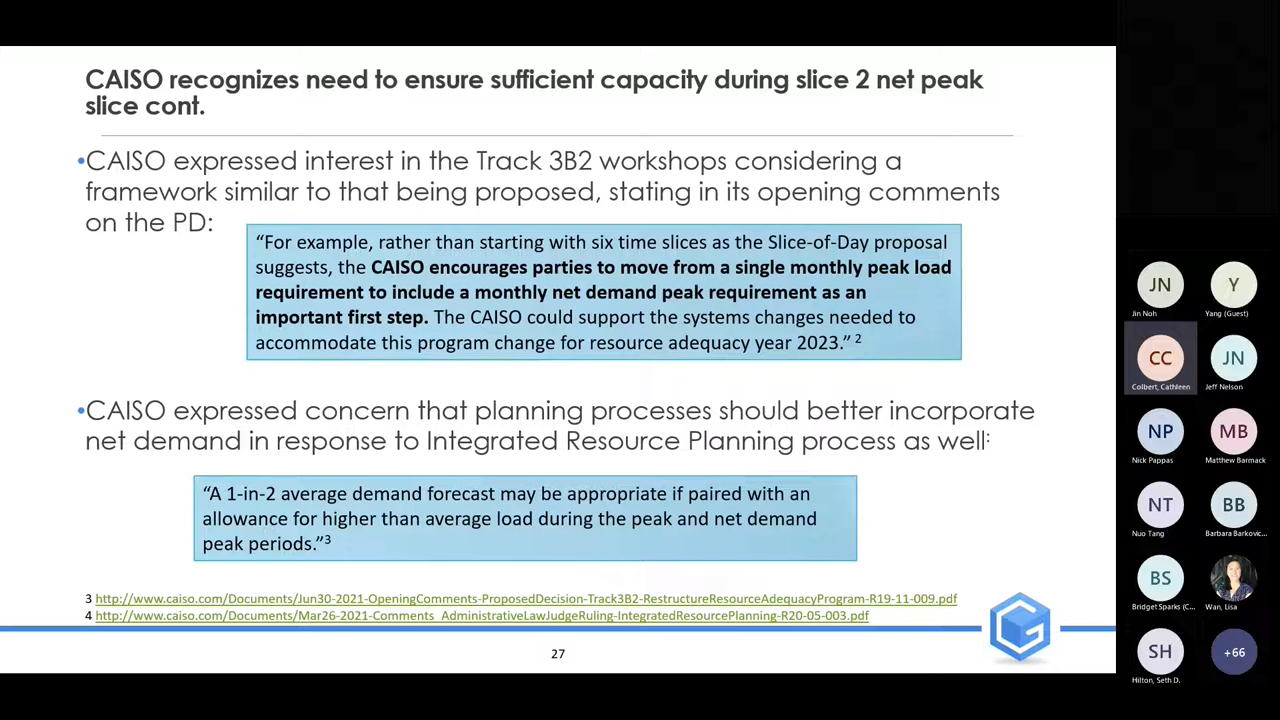 CAISO recognizes need to ensure sufficient capacity during slice 2 net peak
slice cont.
•CAISO expressed interest in the Track 3B2 workshops considering a
framework similar to that being proposed, stating in its opening comments
on the PD:
“For example, rather than starting with six time slices as the Slice-of-Day proposal
suggests, the CAISO encourages parties to move from a single monthly peak load
requirement to include a monthly net demand peak requirement as an
important first step. The CAISO could support the systems changes needed to
accommodate this program change for resource adequacy year 2023.” 2
•CAISO expressed concern that planning processes should better incorporate
net demand in response to Integrated Resource Planning process as well:
“A 1-in-2 average demand forecast may be appropriate if paired with an
allowance for higher than average load during the peak and net demand
peak periods.”3
3 http://www.caiso.com/Documents/Jun30-2021-OpeningComments-ProposedDecision-Track3B2-RestructureResourceAdequacyProgram-R19-11-009.pdf
4 http://www.caiso.com/Documents/Mar26-2021-Comments_AdministrativeLawJudgeRuling-IntegratedResourcePlanning-R20-05-003.pdf
27
JN
Jin Noh
Y
Yang (Guest)
CC
Colbert, Cathleen
JN
Jeff Nelson
NP
Nick Pappas
MB
Matthew Barmack
NT
Nuo Tang
BB
Barbara Barkovic...
BS
Bridget Sparks (C...
Wan, Lisa
SH
Hilton, Seth D.
+66